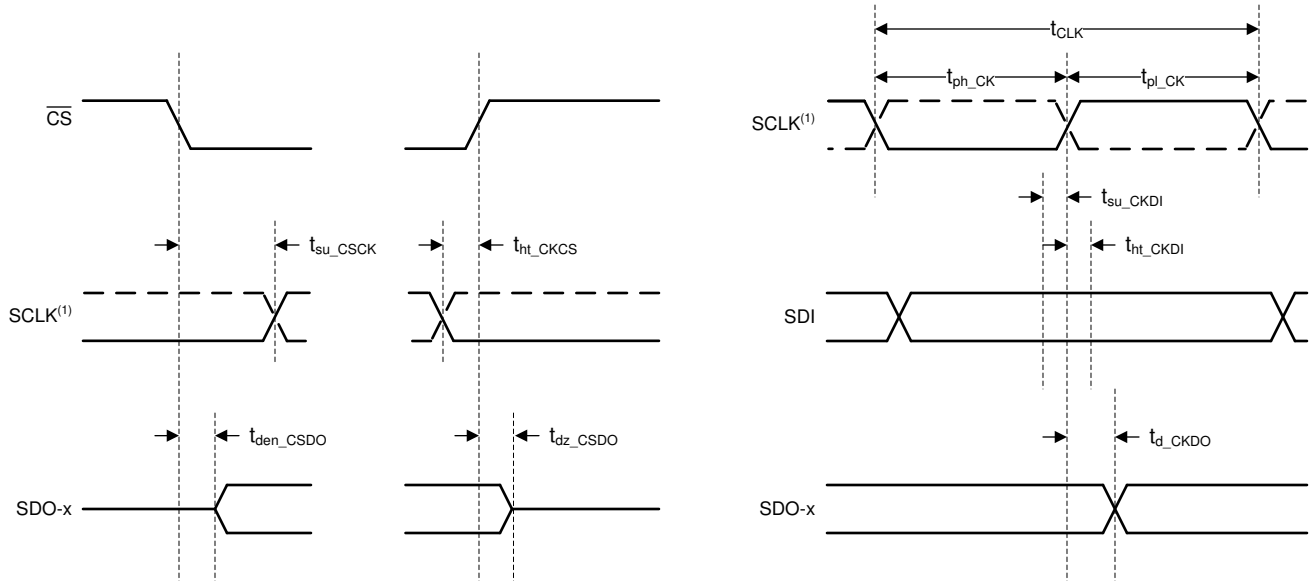 t_CLK
t_ph_CK t_pl_CK
CS
SCLK(1)
t_su_CKDI
t_su_CSCK
t_ht_CKCS
t_ht_CKDI
SCLK(1)
SDI
t_den_CSDO
t_dz_CSDO
t_d_CKDO
SDO-x
SDO-x